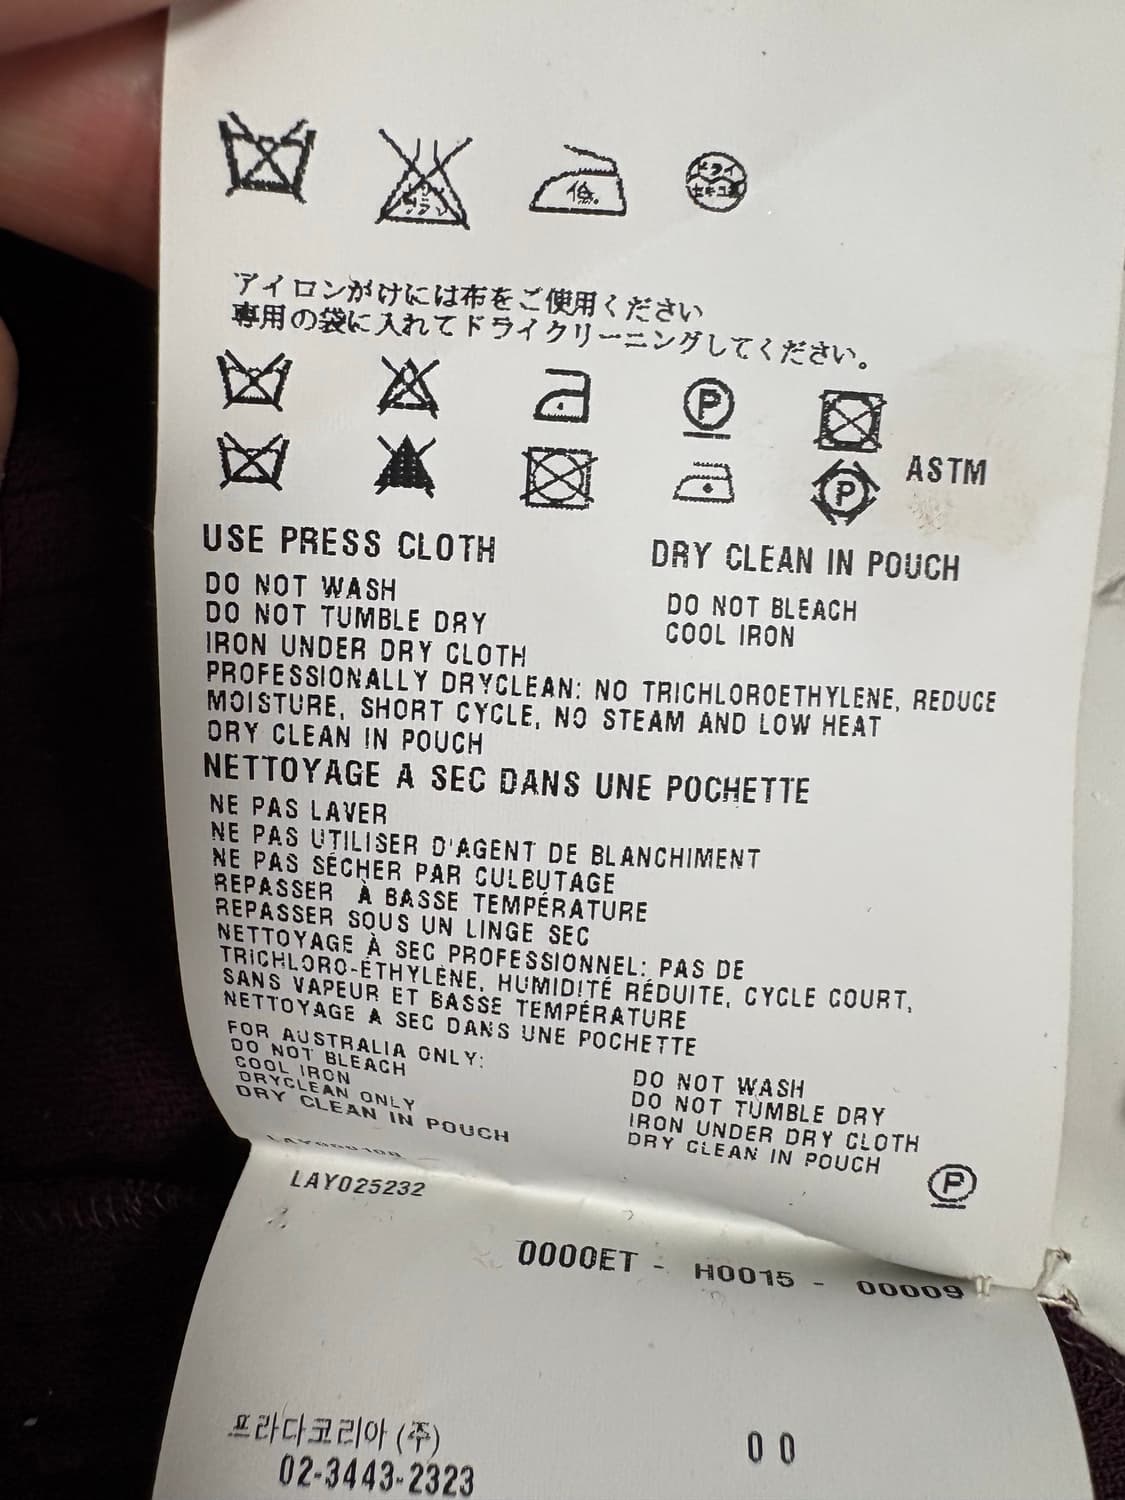 低
ドライ
セキユ系
アイロンがけには布をご使用ください
専用の袋に入れてドライクリーニングしてください。
P
P
ASTM
USE PRESS CLOTH
DRY CLEAN IN POUCH
DO NOT WASH
DO NOT BLEACH
DO NOT TUMBLE DRY
COOL IRON
IRON UNDER DRY CLOTH
PROFESSIONALLY DRYCLEAN: NO TRICHLOROETHYLENE, REDUCE
MOISTURE, SHORT CYCLE, NO STEAM AND LOW HEAT
DRY CLEAN IN POUCH
NETTOYAGE A SEC DANS UNE POCHETTE
NE PAS LAVER
NE PAS UTILISER D'AGENT DE BLANCHIMENT
NE PAS SÉCHER PAR CULBUTAGE
REPASSER À BASSE TEMPÉRATURE
REPASSER SOUS UN LINGE SEC
NETTOYAGE À SEC PROFESSIONNEL: PAS DE
TRICHLORO-ÉTHYLÈNE, HUMIDITÉ RÉDUITE, CYCLE COURT,
SANS VAPEUR ET BASSE TEMPÉRATURE
NETTOYAGE A SEC DANS UNE POCHETTE
FOR AUSTRALIA ONLY:
DO NOT BLEACH
COOL IRON
DRYCLEAN ONLY
DRY CLEAN IN POUCH
DO NOT WASH
DO NOT TUMBLE DRY
IRON UNDER DRY CLOTH
DRY CLEAN IN POUCH
P
LAY025232
0000ET - H0015 - 00009
프라다코리아(주)
02-3443-2323
00